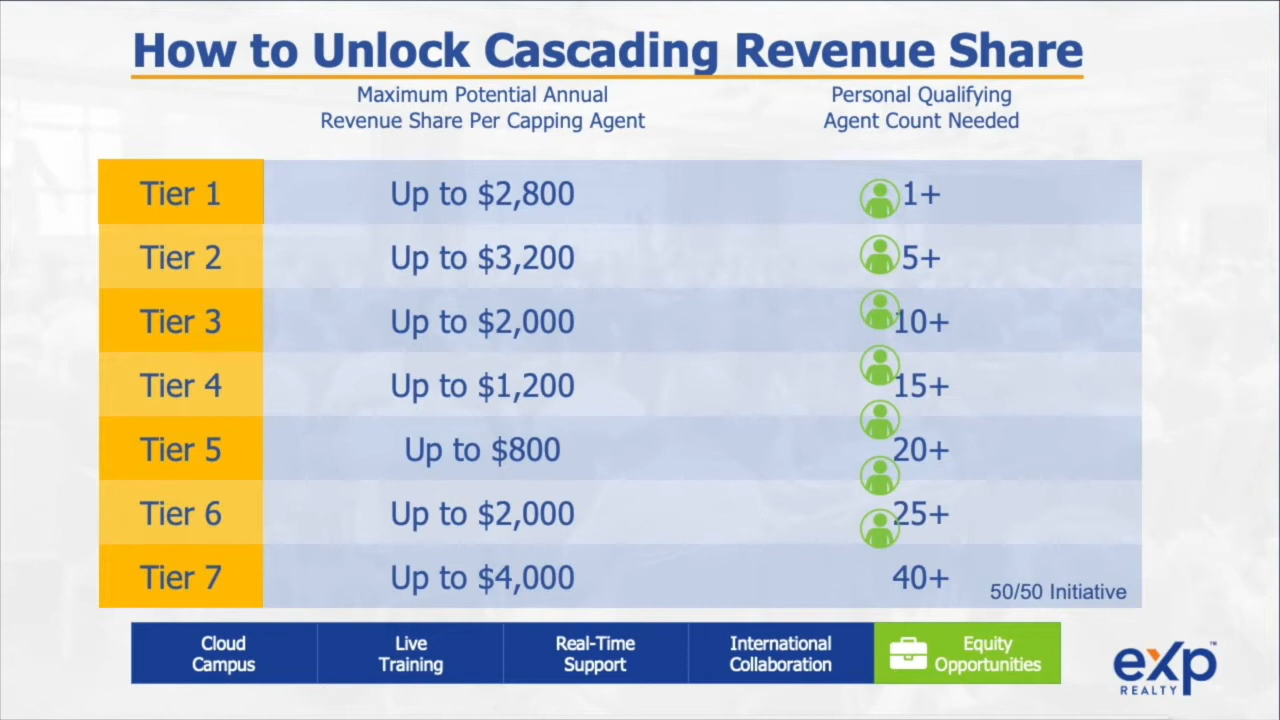 How to Unlock Cascading Revenue Share
Maximum Potential Annual
Revenue Share Per Capping Agent
Personal Qualifying
Agent Count Needed
Tier 1 Up to $2,800 1+
Tier 2 Up to $3,200 5+
Tier 3 Up to $2,000 10+
Tier 4 Up to $1,200 15+
Tier 5 Up to $800 20+
Tier 6 Up to $2,000 25+
Tier 7 Up to $4,000 40+ 50/50 Initiative
Cloud
Campus
Live
Training
Real-Time
Support
International
Collaboration
Equity
Opportunities
exp™
REALTY